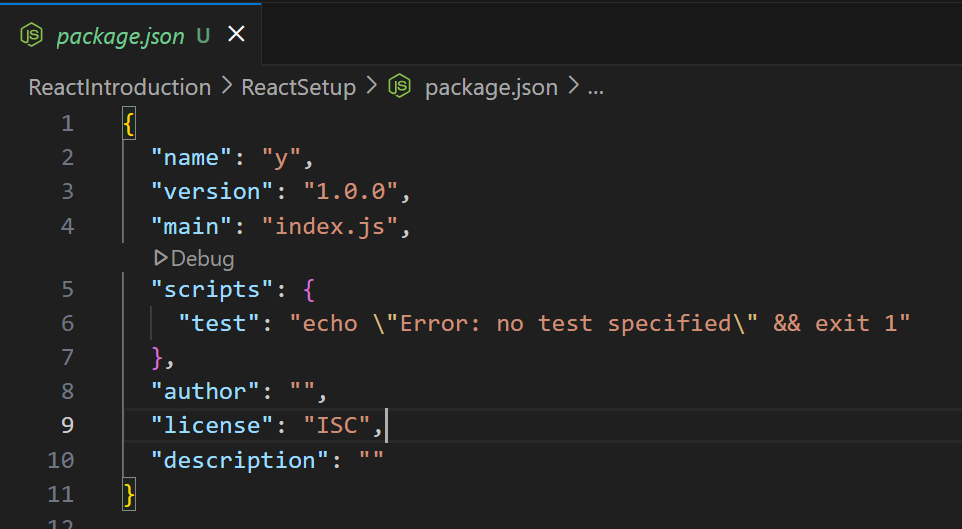 package.json U
ReactIntroduction > ReactSetup > package.json > ...
1 {
2 "name": "y",
3 "version": "1.0.0",
4 "main": "index.js",
Debug
5 "scripts": {
6 "test": "echo \"Error: no test specified\" && exit 1"
7 },
8 "author": "",
9 "license": "ISC",
10 "description": ""
11 }
12